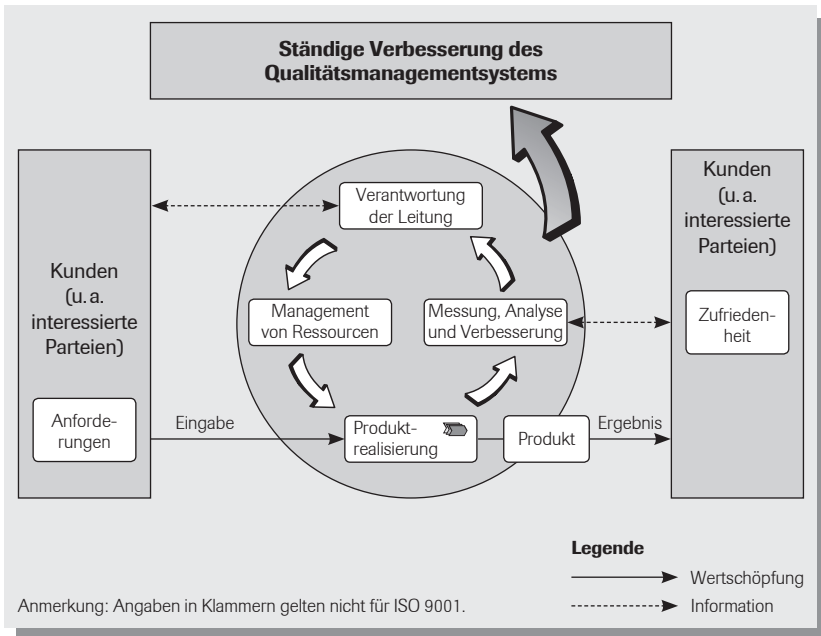 Ständige Verbesserung des
Qualitätsmanagementsystems
Kunden
(u. a.
interessierte
Parteien)
Anforde-
rungen
Eingabe
Verantwortung
der Leitung
Management
von Ressourcen
Messung, Analyse
und Verbesserung
Produkt-
realisierung
Produkt
Ergebnis
Kunden
(u. a.
interessierte
Parteien)
Zufrieden-
heit
Legende
Wertschöpfung
Information
Anmerkung: Angaben in Klammern gelten nicht für ISO 9001.